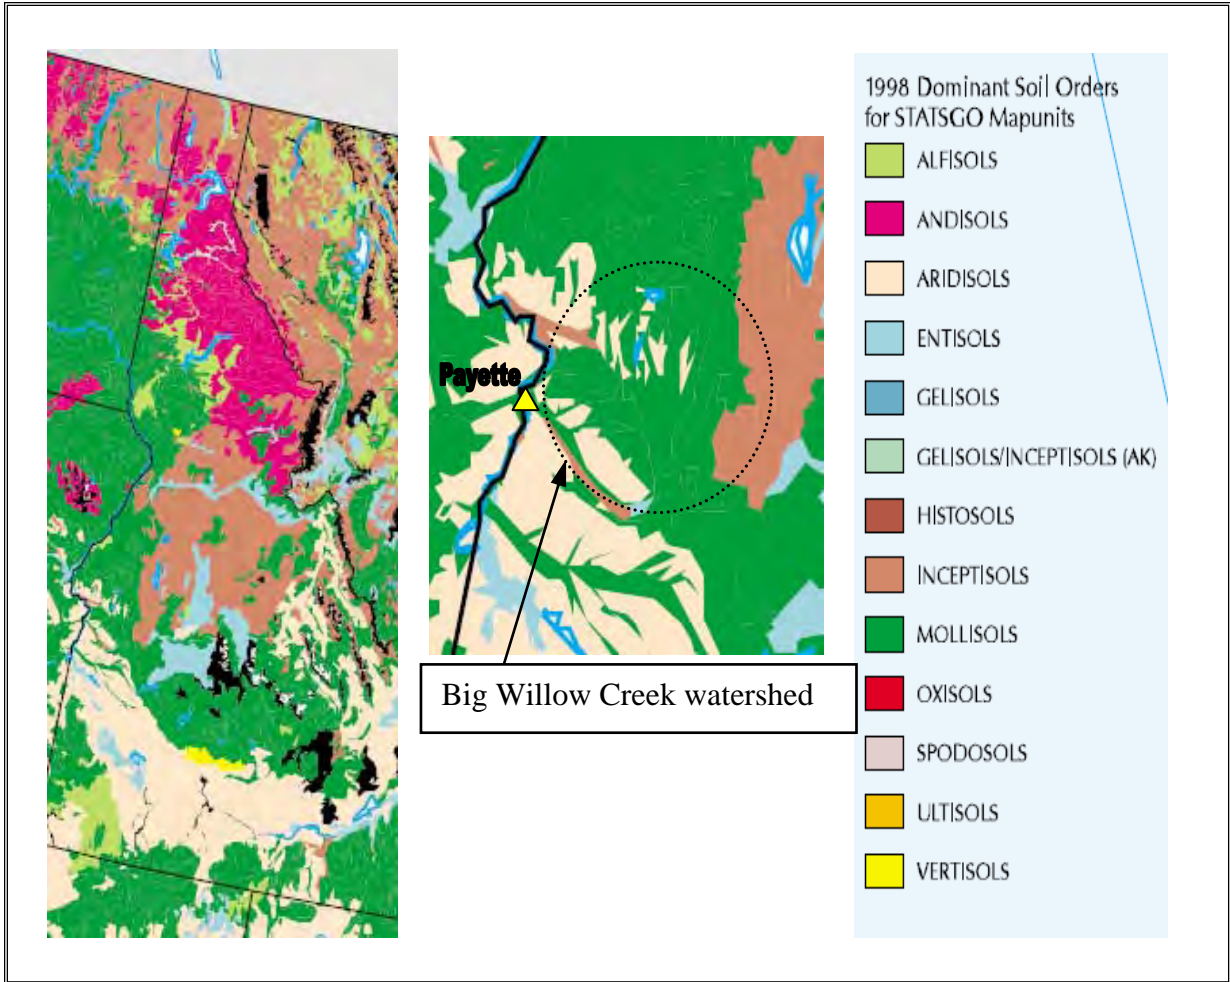 Payette
Big Willow Creek watershed
1998 Dominant Soil Orders
for STATSGO Mapunits
ALFISOLS
ANDISOLS
ARIDISOLS
ENTISOLS
GELISOLS
GELISOLS/INCEPTISOLS (AK)
HISTOSOLS
INCEPTISOLS
MOLLISOLS
OXISOLS
SPODOSOLS
ULTISOLS
VERTISOLS